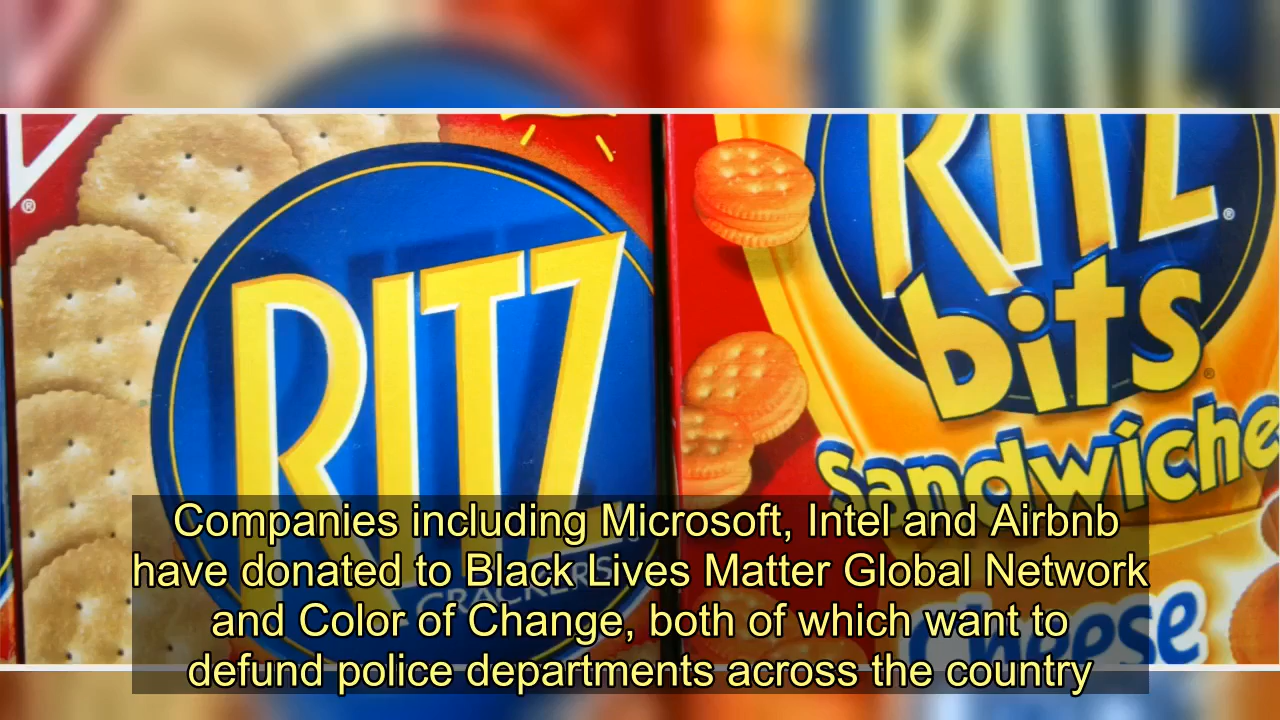 RITZ
CRACKERS
®
RITZ®
bits
®
Sandwiche
Cheese
Companies including Microsoft, Intel and Airbnb
have donated to Black Lives Matter Global Network
and Color of Change, both of which want to
defund police departments across the country